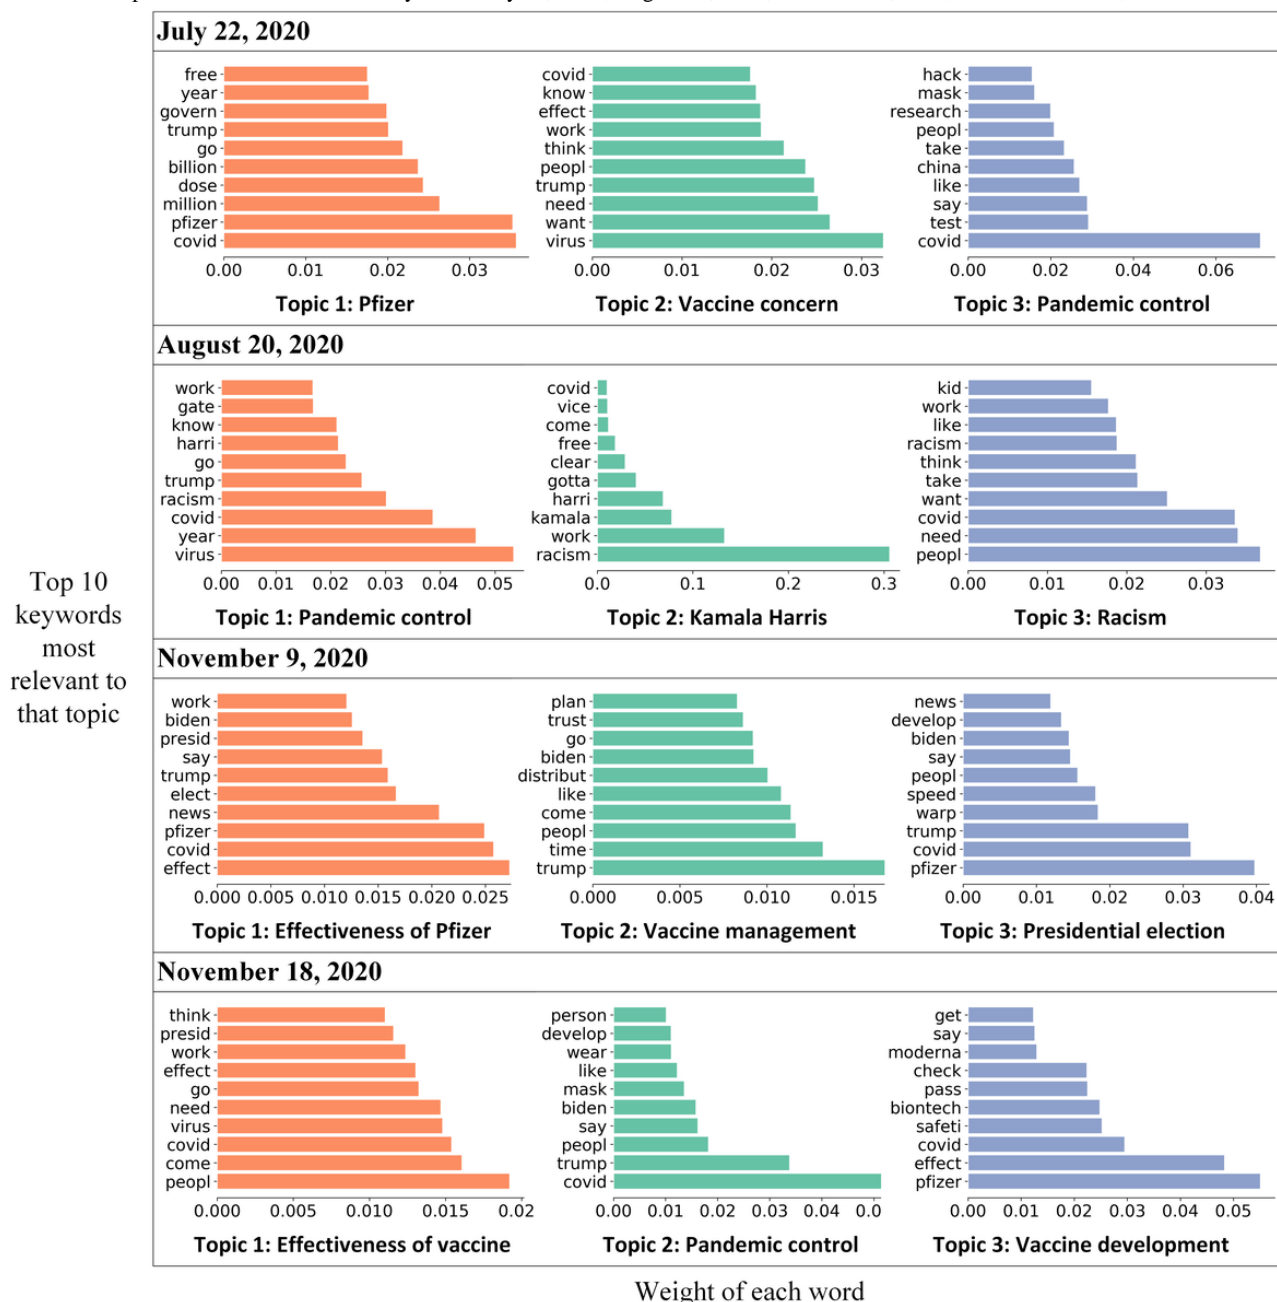 July 22, 2020
free
year
govern
trump
go
billion
dose
million
pfizer
covid
0.00 0.01 0.02 0.03
Topic 1: Pfizer
covid
know
effect
work
think
peopl
trump
need
want
virus
0.00 0.01 0.02 0.03
Topic 2: Vaccine concern
hack
mask
research
peopl
take
china
like
say
test
covid
0.00 0.02 0.04 0.06
Topic 3: Pandemic control
August 20, 2020
work
gate
know
harri
go
trump
racism
covid
year
virus
0.00 0.01 0.02 0.03 0.04 0.05
Topic 1: Pandemic control
covid
vice
come
free
clear
gotta
harri
kamala
work
racism
0.0 0.1 0.2 0.3
Topic 2: Kamala Harris
kid
work
like
racism
think
take
want
covid
need
peopl
0.00 0.01 0.02 0.03
Topic 3: Racism
Top 10
keywords
most
relevant to
that topic
November 9, 2020
work
biden
presid
say
trump
elect
news
pfizer
covid
effect
0.000 0.005 0.010 0.015 0.020 0.025
Topic 1: Effectiveness of Pfizer
plan
trust
go
biden
distribut
like
come
peopl
time
trump
0.000 0.005 0.010 0.015
Topic 2: Vaccine management
news
develop
biden
say
peopl
speed
warp
trump
covid
pfizer
0.00 0.01 0.02 0.03 0.04
Topic 3: Presidential election
November 18, 2020
think
presid
work
effect
go
need
virus
covid
come
peopl
0.000 0.005 0.010 0.015 0.02
Topic 1: Effectiveness of vaccine
person
develop
wear
like
mask
biden
say
peopl
trump
covid
0.00 0.01 0.02 0.03 0.04 0.0
Topic 2: Pandemic control
get
say
moderna
check
pass
biontech
safeti
covid
effect
pfizer
0.00 0.01 0.02 0.03 0.04 0.05
Topic 3: Vaccine development
Weight of each word